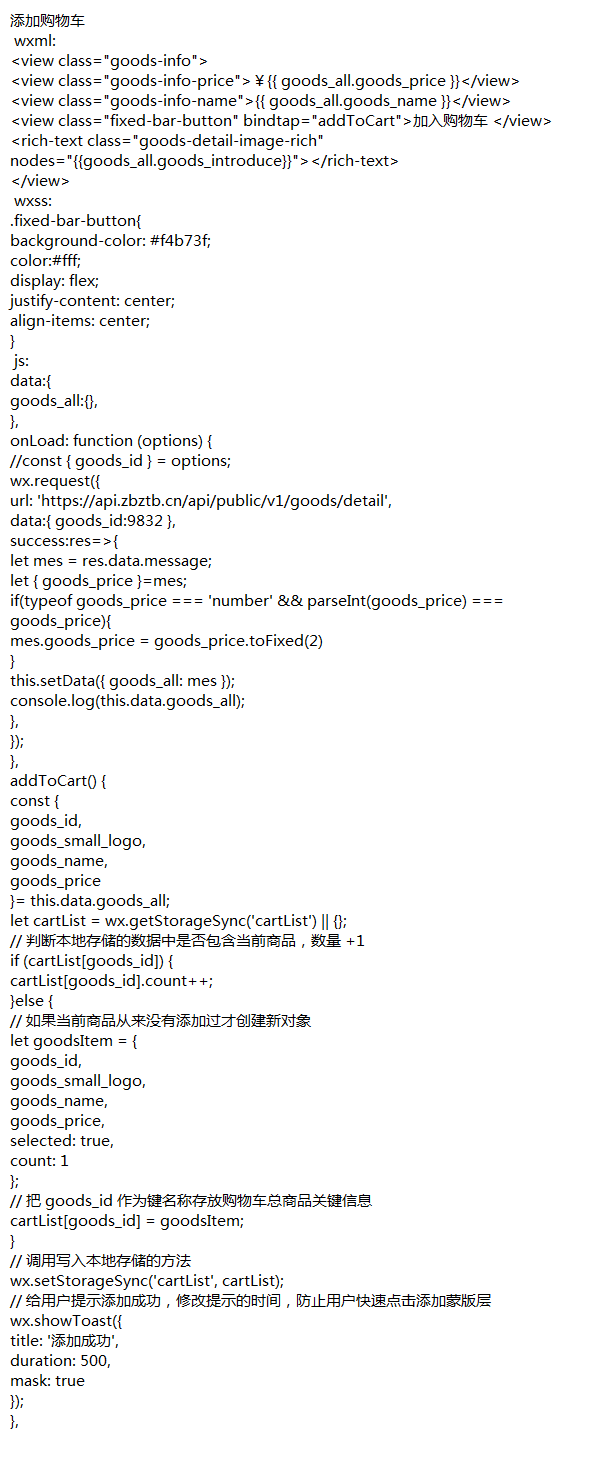 添加购物车
wxml:
<view class="goods-info">
<view class="goods-info-price">￥{{ goods_all.goods_price }}</view>
<view class="goods-info-name">{{ goods_all.goods_name }}</view>
<view class="fixed-bar-button" bindtap="addToCart">加入购物车 </view>
<rich-text class="goods-detail-image-rich"
nodes="{{goods_all.goods_introduce}}"></rich-text>
</view>
wxss:
.fixed-bar-button{
background-color: #f4b73f;
color:#fff;
display: flex;
justify-content: center;
align-items: center;
}
js:
data:{
goods_all:{},
},
onLoad: function (options) {
//const { goods_id } = options;
wx.request({
url: 'https://api.zbztb.cn/api/public/v1/goods/detail',
data:{ goods_id:9832 },
success:res=>{
let mes = res.data.message;
let { goods_price }=mes;
if(typeof goods_price === 'number' && parseInt(goods_price) ===
goods_price){
mes.goods_price = goods_price.toFixed(2)
}
this.setData({ goods_all: mes });
console.log(this.data.goods_all);
},
});
},
addToCart() {
const {
goods_id,
goods_small_logo,
goods_name,
goods_price
}= this.data.goods_all;
let cartList = wx.getStorageSync('cartList') || {};
// 判断本地存储的数据中是否包含当前商品，数量 +1
if (cartList[goods_id]) {
cartList[goods_id].count++;
}else {
// 如果当前商品从来没有添加过才创建新对象
let goodsItem = {
goods_id,
goods_small_logo,
goods_name,
goods_price,
selected: true,
count: 1
};
// 把 goods_id 作为键名称存放购物车总商品关键信息
cartList[goods_id] = goodsItem;
}
// 调用写入本地存储的方法
wx.setStorageSync('cartList', cartList);
// 给用户提示添加成功，修改提示的时间，防止用户快速点击添加蒙版层
wx.showToast({
title: '添加成功',
duration: 500,
mask: true
});
},